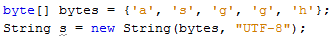 byte[] bytes = {'a', 's', 'g', 'g', 'h'};
String s = new String(bytes, "UTF-8");